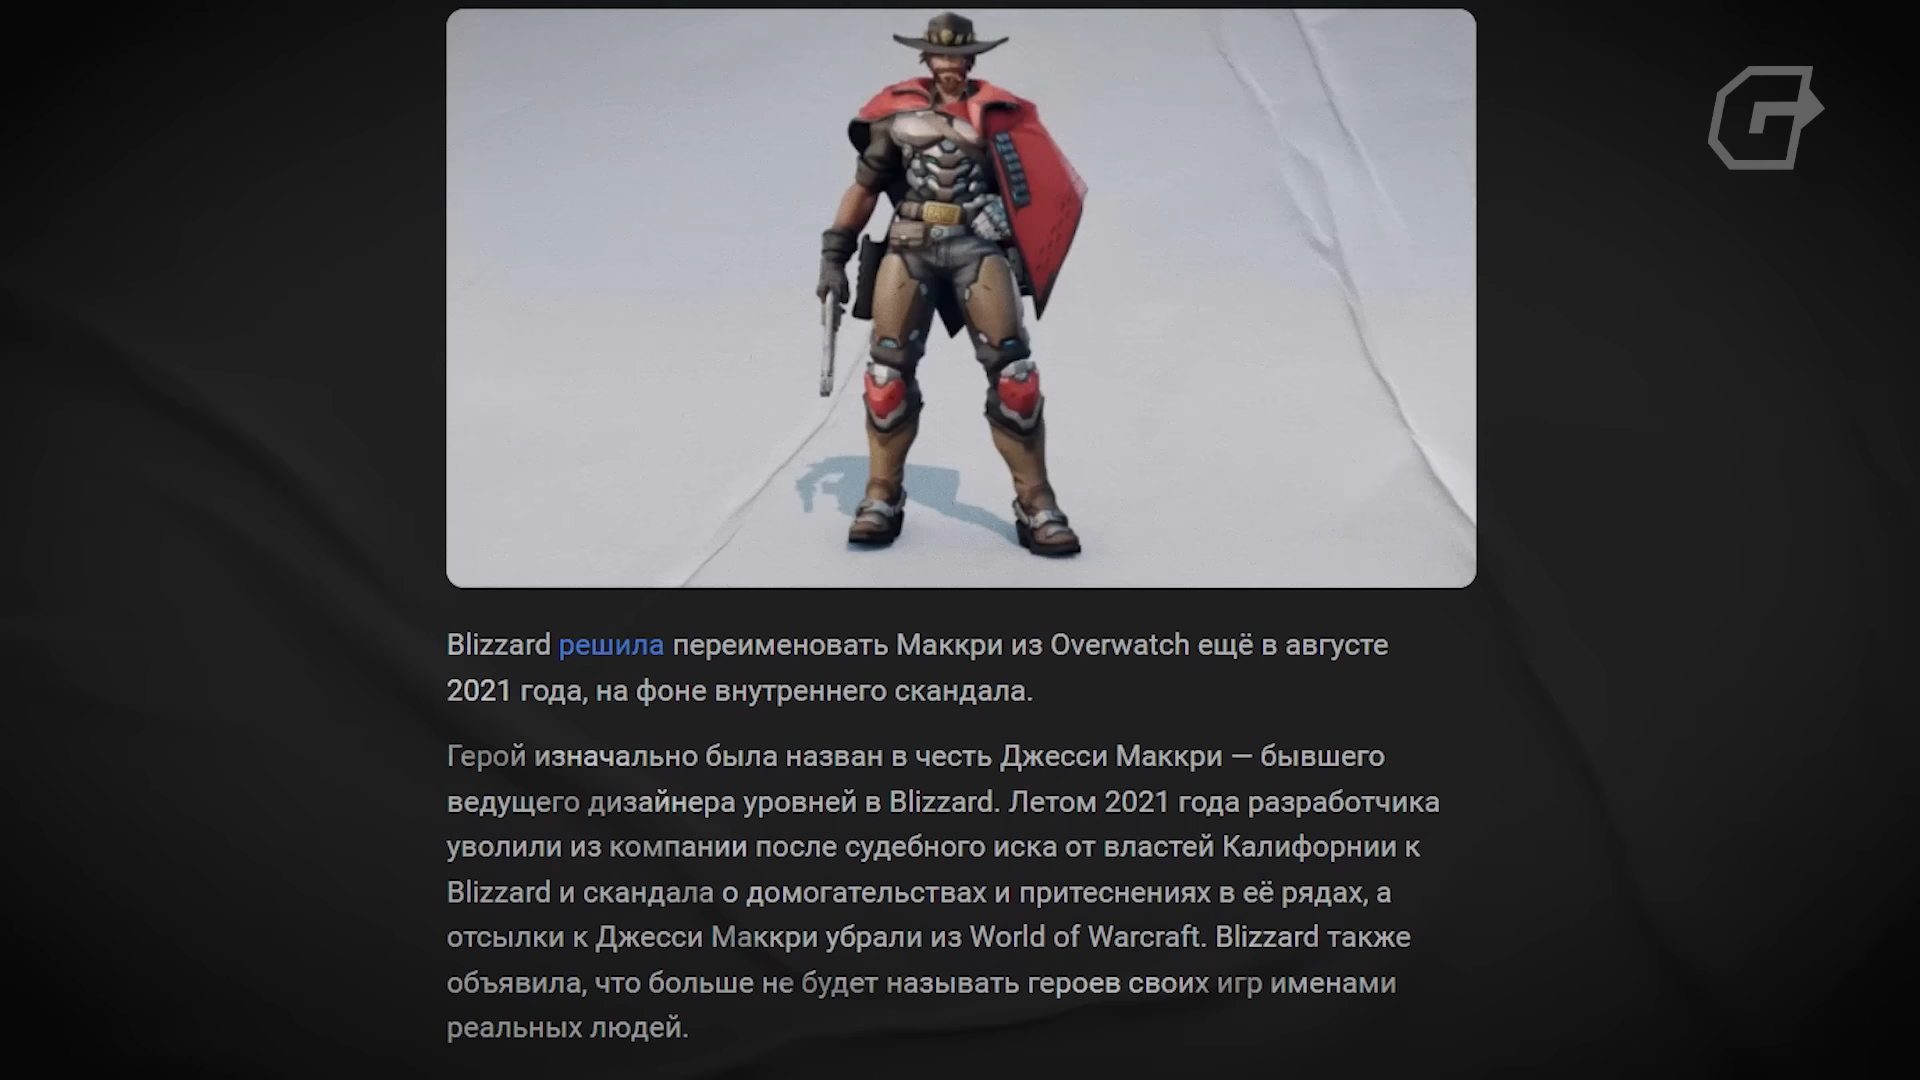 Blizzard решила переименовать Маккри из Overwatch ещё в августе
2021 года, на фоне внутреннего скандала.
Герой изначально была назван в честь Джесси Маккри — бывшего
ведущего дизайнера уровней в Blizzard. Летом 2021 года разработчика
уволили из компании после судебного иска от властей Калифорнии к
Blizzard и скандала о домогательствах и притеснениях в её рядах, а
отсылки к Джесси Маккри убрали из World of Warcraft. Blizzard также
объявила, что больше не будет называть героев своих игр именами
реальных людей.